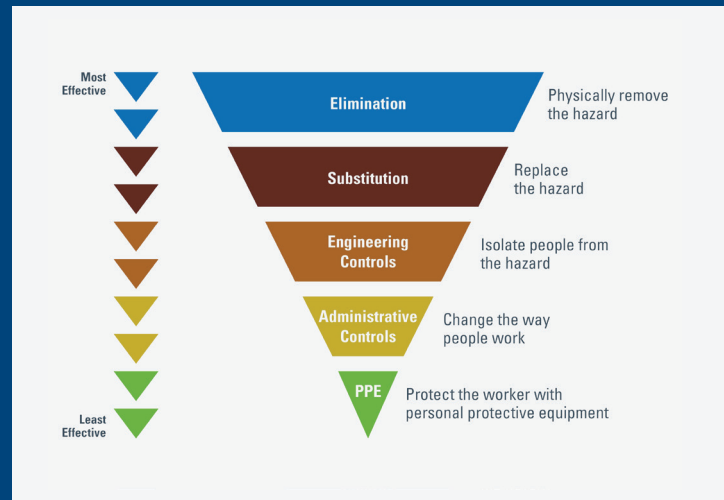 Most
Effective
Elimination
Physically remove
the hazard
Substitution
Replace
the hazard
Engineering
Controls
Isolate people from
the hazard
Administrative
Controls
Change the way
people work
PPE
Protect the worker with
personal protective equipment
Least
Effective